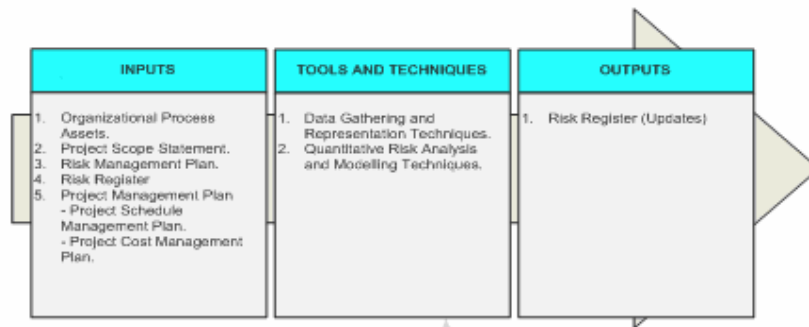 INPUTS
1. Organizational Process
Assets.
2. Project Scope Statement.
3. Risk Management Plan.
4. Risk Register
5. Project Management Plan
- Project Schedule
Management Plan.
- Project Cost Management
Plan.
TOOLS AND TECHNIQUES
1. Data Gathering and
Representation Techniques.
2. Quantitative Risk Analysis
and Modelling Techniques.
OUTPUTS
1. Risk Register (Updates)